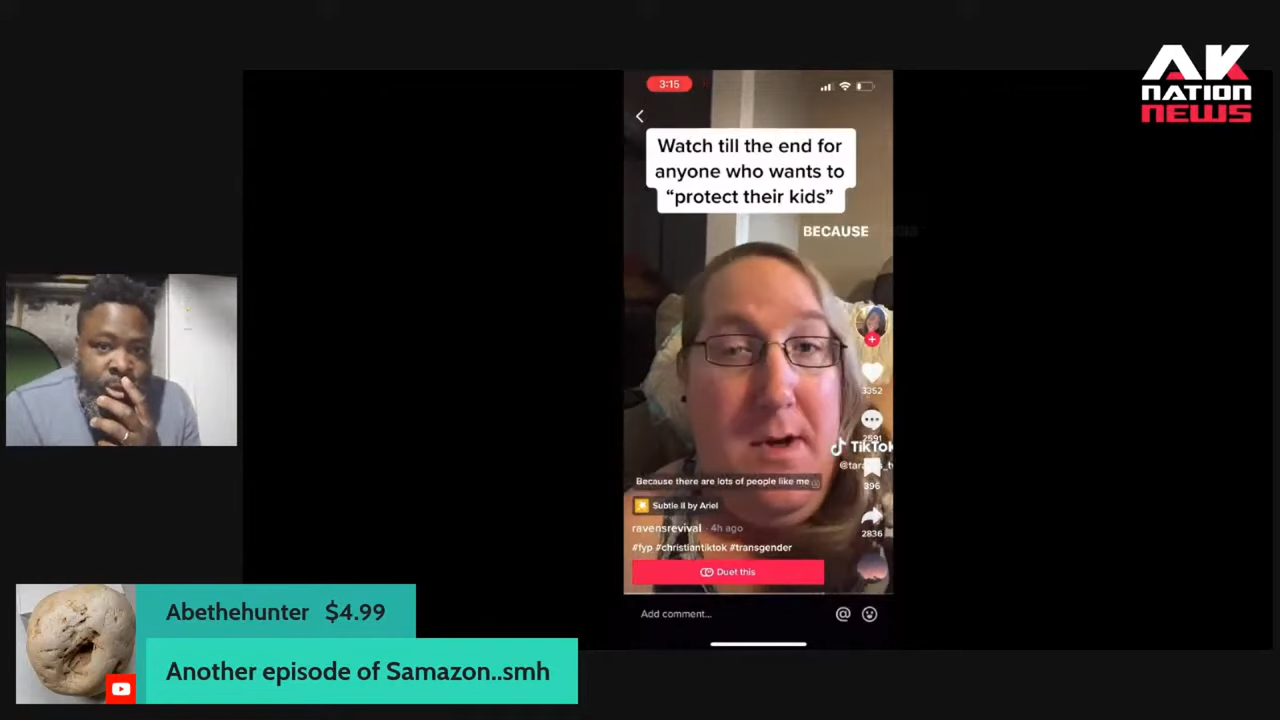 AK
NATION
NEWS
3:15
Watch till the end for
anyone who wants to
“protect their kids”
BECAUSE
3352
2591
TikTok
396
Because there are lots of people like me
Subtle II by Ariel
ravensrevival · 4h ago
2836
#fyp #christiantiktok #transgender
Duet this
Add comment...
@
Abethehunter $4.99
Another episode of Samazon..smh